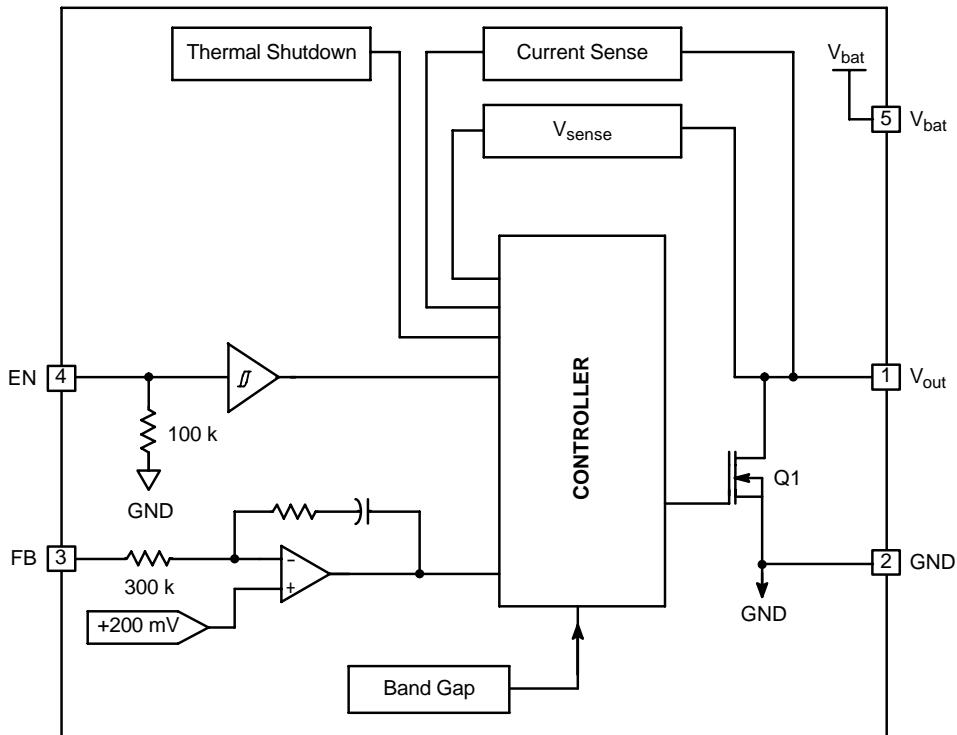 Thermal Shutdown
Current Sense
Vbat
5
Vbat
Vsense
CONTROLLER
EN
4
100 k
GND
1
Vout
Q1
FB
3
300 k
-
+
+200 mV
2
GND
GND
Band Gap